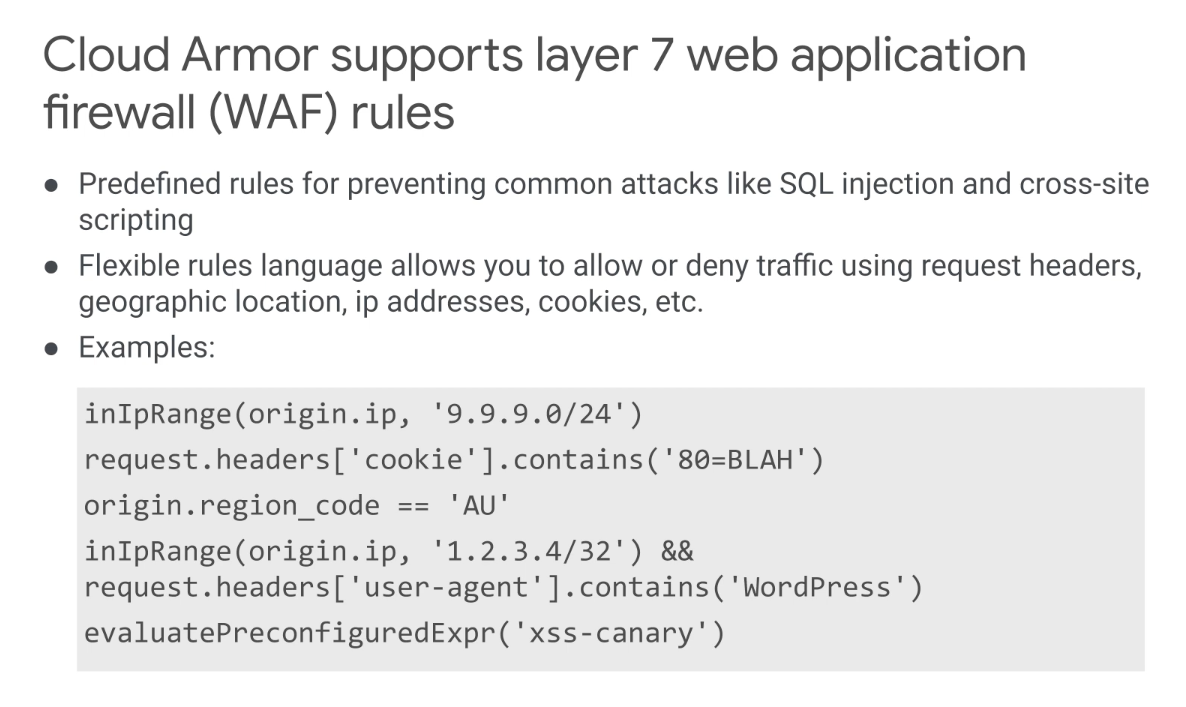 Cloud Armor supports layer 7 web application
firewall (WAF) rules
● Predefined rules for preventing common attacks like SQL injection and cross-site
scripting
● Flexible rules language allows you to allow or deny traffic using request headers,
geographic location, ip addresses, cookies, etc.
● Examples:
inIpRange(origin.ip, '9.9.9.0/24')
request.headers['cookie'].contains('80=BLAH')
origin.region_code == 'AU'
inIpRange(origin.ip, '1.2.3.4/32') &&
request.headers['user-agent'].contains('WordPress')
evaluatePreconfiguredExpr('xss-canary')